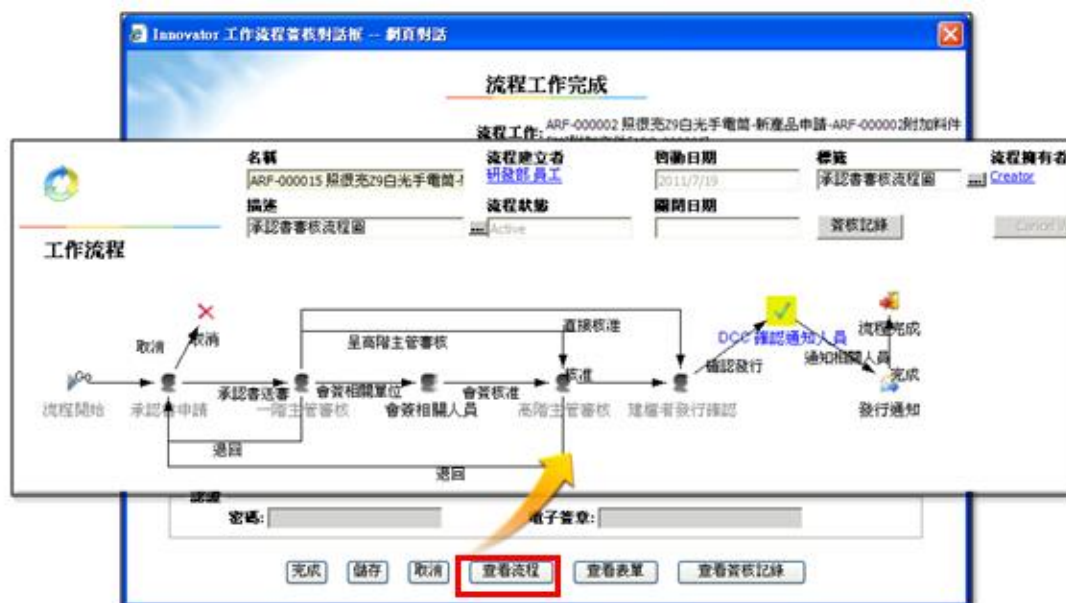 Innovator 工作流程簽核對話框 -- 網頁對話
流程工作完成
流程工作: ARF-000002 照很亮Z9白光手電筒-新產品申請-ARF-000002附加料件
名稱 流程建立者 啟動日期 標籤 流程擁有者
ARF-000015 照很亮Z9白光手電筒- 研發部 員工 2011/7/19 承認書審核流程圖 ... Creator
描述 流程狀態 關閉日期
承認書審核流程圖 ... Active 簽核記錄 Cancel
工作流程
取消 取消 呈高階主管審核 直接核准 DCC 確認通知人員 流程完成
確認發行 通知相關人員
Go 承認書送審 會簽相關單位 會簽核准 核准 完成
流程開始 承認書申請 一階主管審核 會簽相關人員 高階主管審核 建檔者發行確認 發行通知
退回
退回
認證
密碼: 電子簽章:
完成 儲存 取消 查看流程 查看表單 查看簽核記錄